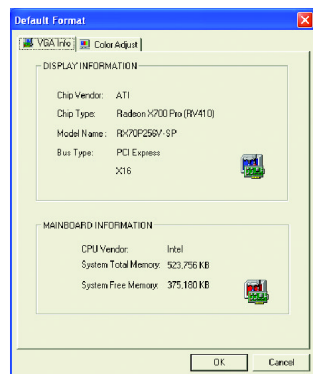 Default Format
VGA Info Color Adjust
DISPLAY INFORMATION
Chip Vendor: ATI
Chip Type: Radeon X700 Pro (RV410)
Model Name: RX70P256V-SP
Bus Type: PCI Express
X16
MAINBOARD INFORMATION
CPU Vendor: Intel
System Total Memory: 523,756 KB
System Free Memory: 375,180 KB
OK Cancel